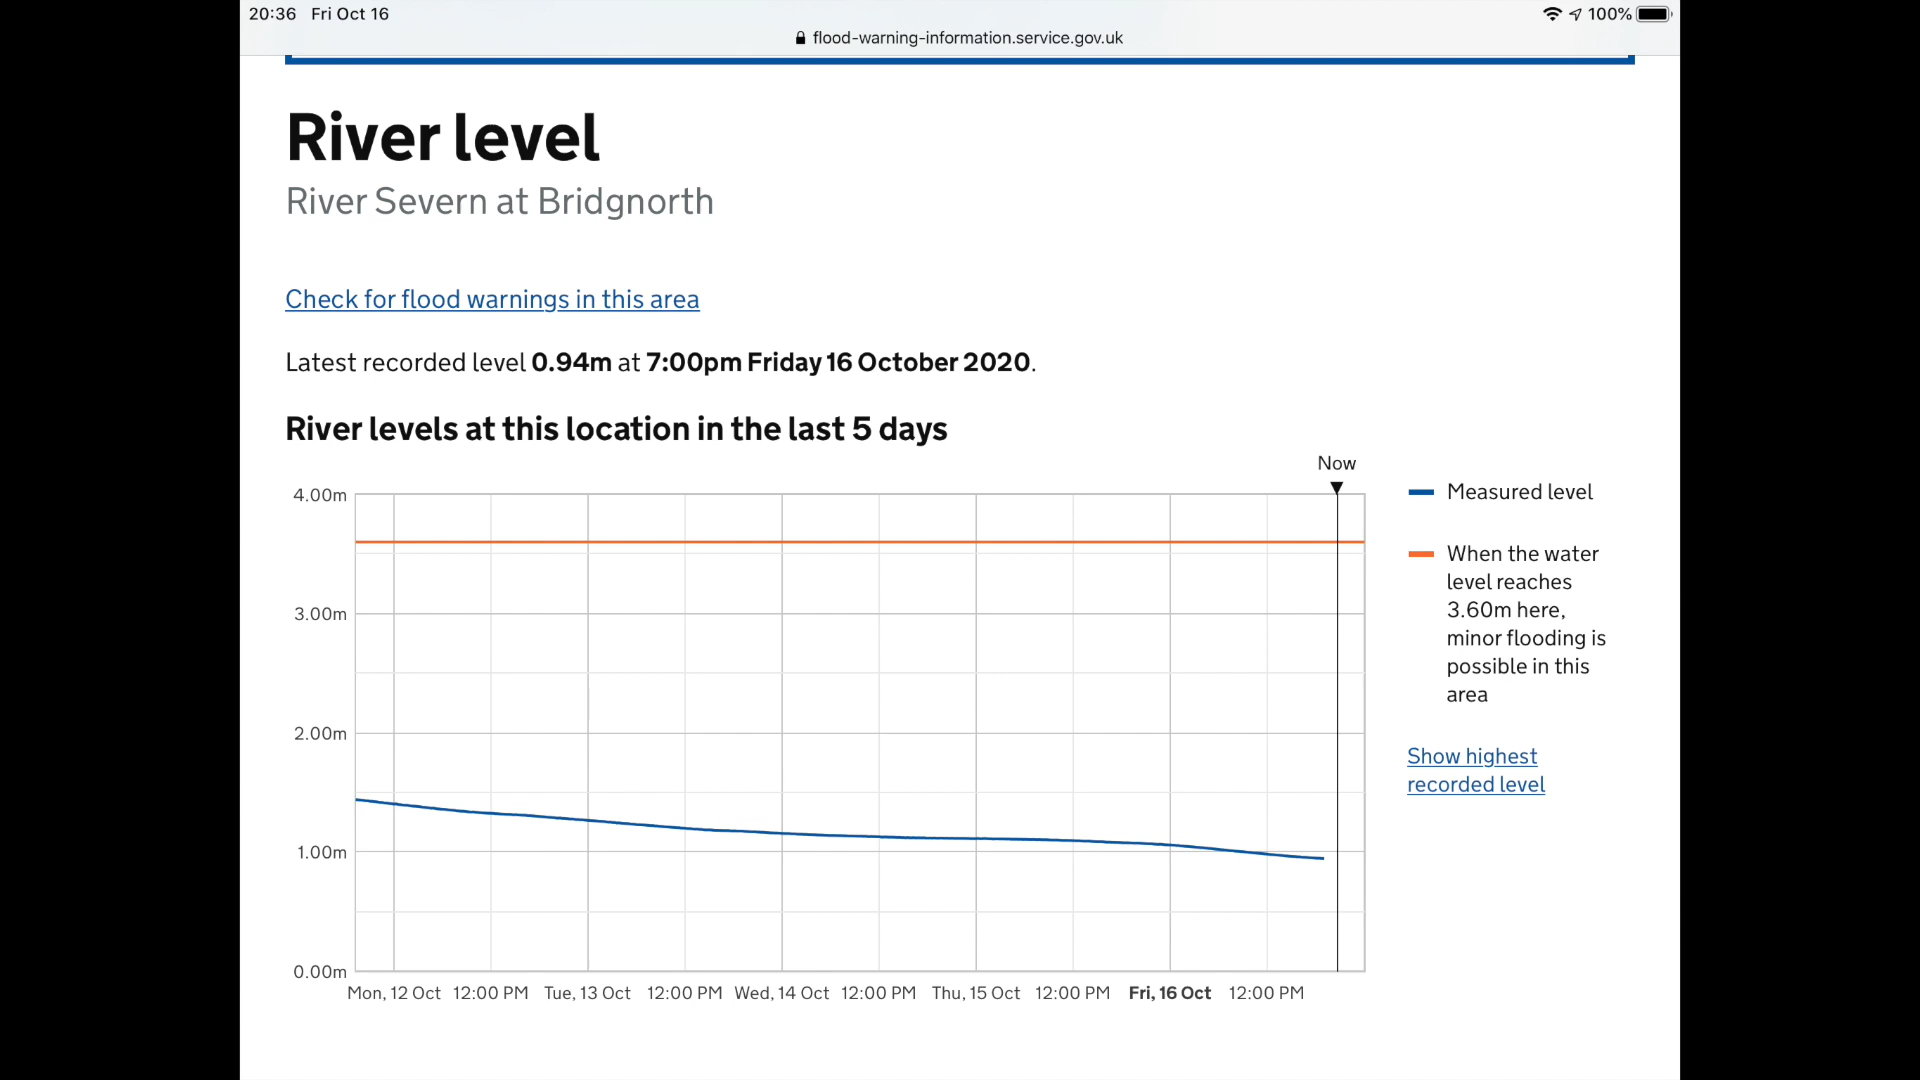 20:36 Fri Oct 16
100%
flood-warning-information.service.gov.uk
River level
River Severn at Bridgnorth
Check for flood warnings in this area
Latest recorded level 0.94m at 7:00pm Friday 16 October 2020.
River levels at this location in the last 5 days
Now
4.00m
3.00m
2.00m
1.00m
0.00m
Mon, 12 Oct 12:00 PM Tue, 13 Oct 12:00 PM Wed, 14 Oct 12:00 PM Thu, 15 Oct 12:00 PM Fri, 16 Oct 12:00 PM
Measured level
When the water
level reaches
3.60m here,
minor flooding is
possible in this
area
Show highest
recorded level